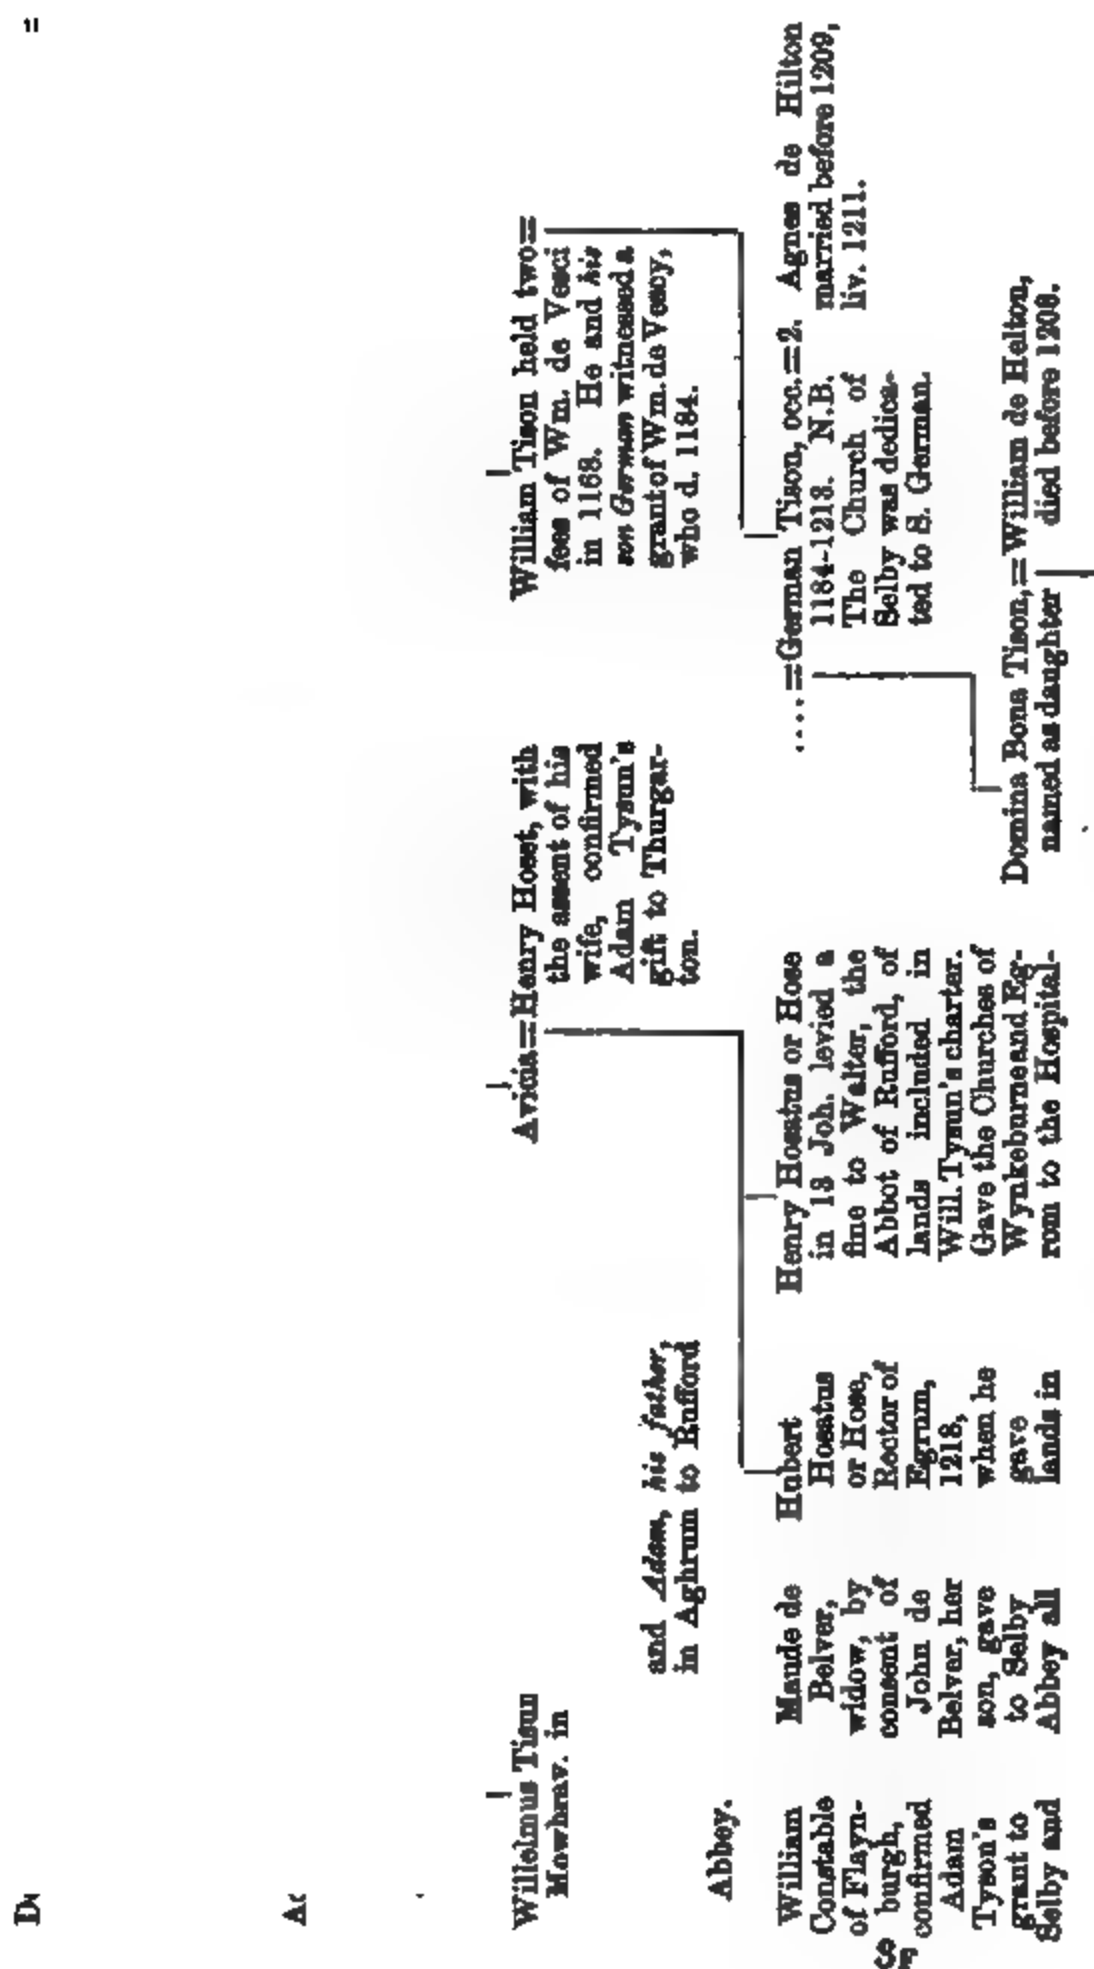 Willelmus Tisun
Mowbray. in
and Adam, his father,
in Aghrum to Rufford
Abbey.
Avicia=Henry Hoset, with
the assent of his
wife, confirmed
Adam Tysun's
gift to Thurgar-
ton.
William Tison held two=
fees of Wm. de Vesci
in 1168. He and his
son German witnessed a
grant of Wm. de Vescy,
who d. 1184.
William
Constable
of Flayn-
burgh,
confirmed
Adam
Tyson's
grant to
Selby and
Maude de
Belver,
widow, by
consent of
John de
Belver, her
son, gave
to Selby
Abbey all
Hubert
Hosatus
or Hose,
Rector of
Egrum,
1218,
when he
gave
lands in
Henry Hosatus or Hose
in 13 Joh. levied a
fine to Walter, the
Abbot of Rufford, of
lands included in
Will. Tysun's charter.
Gave the Churches of
Wynkeburne and Eg-
rom to the Hospital-
....=German Tison, occ.=2. Agnes de Hilton
1184-1213. N.B. married before 1209,
The Church of liv. 1211.
Selby was dedica-
ted to S. German.
Domina Bona Tison,=William de Helton,
named as daughter died before 1208.